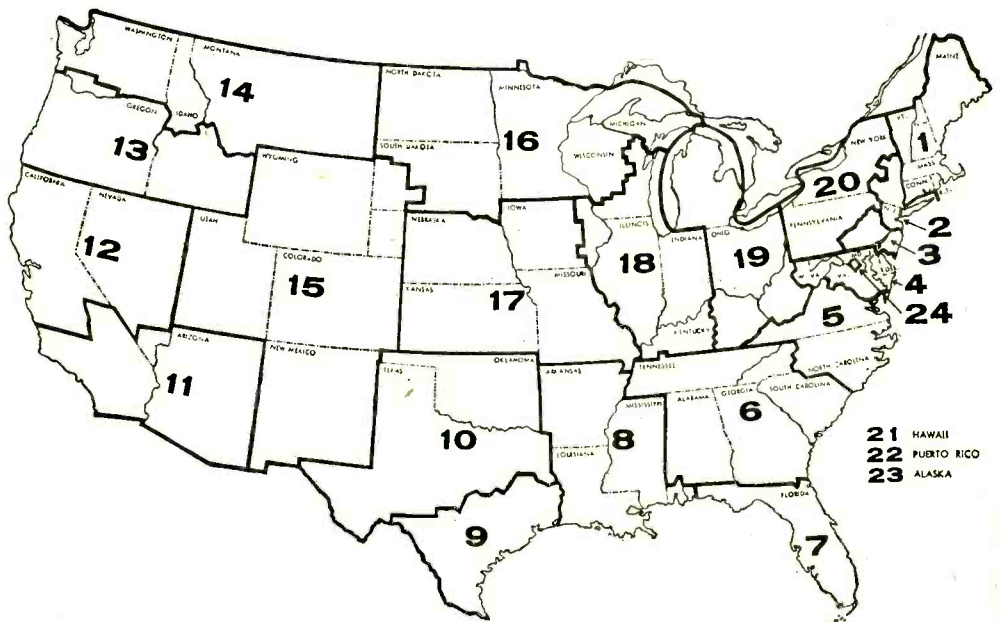 WASHINGTON
MONTANA
14
NORTH DAKOTA
MINNESOTA
MAINE
OREGON
IDAHO
13
16
SOUTH DAKOTA
MICHIGAN
WISCONSIN
VT.
NEW YORK
1
MASS
CONN
WYOMING
20
CALIFORNIA
NEVADA
UTAH
NEBRASKA
IOWA
ILLINOIS
INDIANA
OHIO
PENNSYLVANIA
2
12
COLORADO
15
KANSAS
17
MISSOURI
18
19
W. VA.
DEL
3
4
24
KENTUCKY
5
ARIZONA
NEW MEXICO
OKLAHOMA
TEXAS
ARKANSAS
TENNESSEE
NORTH CAROLINA
11
MISSISSIPPI
ALABAMA
GEORGIA
SOUTH CAROLINA
10
8
6
LOUISIANA
21 HAWAII
22 PUERTO RICO
23 ALASKA
FLORIDA
9
7